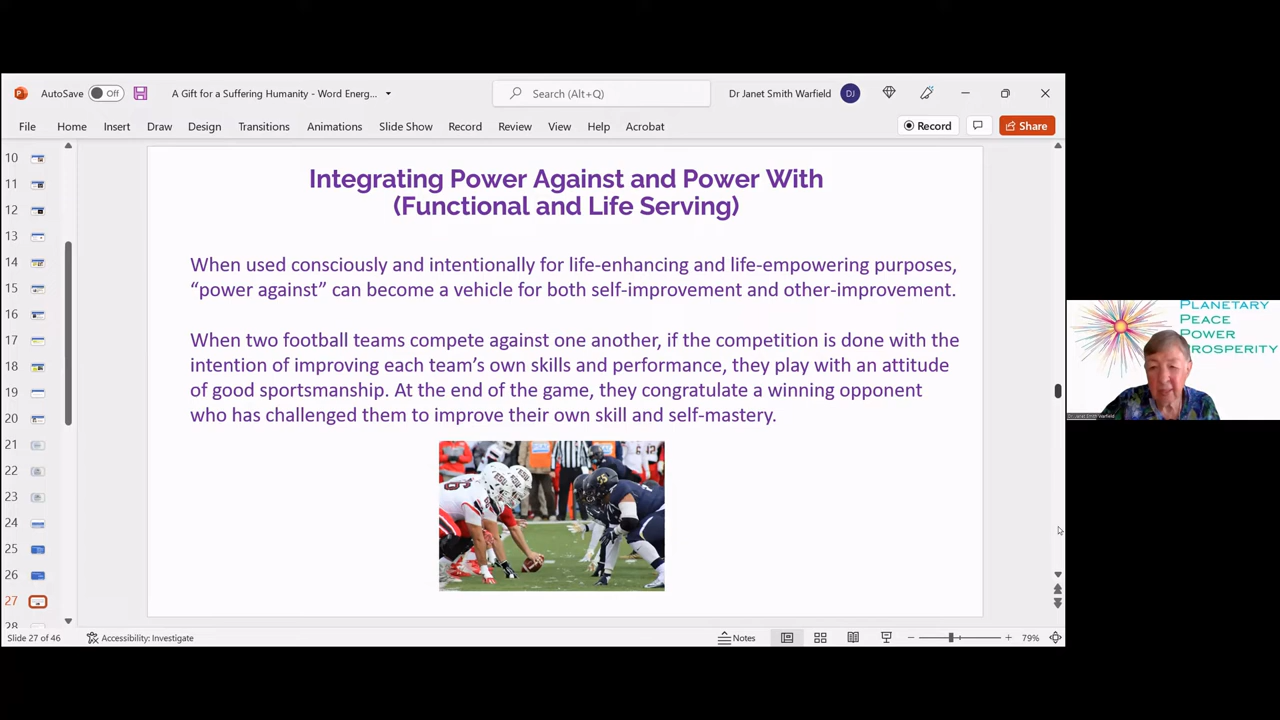 AutoSave Off A Gift for a Suffering Humanity - Word Energ... Search (Alt+Q) Dr Janet Smith Warfield DJ
File Home Insert Draw Design Transitions Animations Slide Show Record Review View Help Acrobat Record Share
10
11
12
13
14
15
16
17
18
19
20
21
22
23
24
25
26
27
28
Integrating Power Against and Power With
(Functional and Life Serving)
When used consciously and intentionally for life-enhancing and life-empowering purposes,
“power against” can become a vehicle for both self-improvement and other-improvement.
When two football teams compete against one another, if the competition is done with the
intention of improving each team’s own skills and performance, they play with an attitude
of good sportsmanship. At the end of the game, they congratulate a winning opponent
who has challenged them to improve their own skill and self-mastery.
PLANETARY
PEACE
POWER
PROSPERITY
Dr Janet Smith Warfield
Slide 27 of 46 Accessibility: Investigate Notes 79%